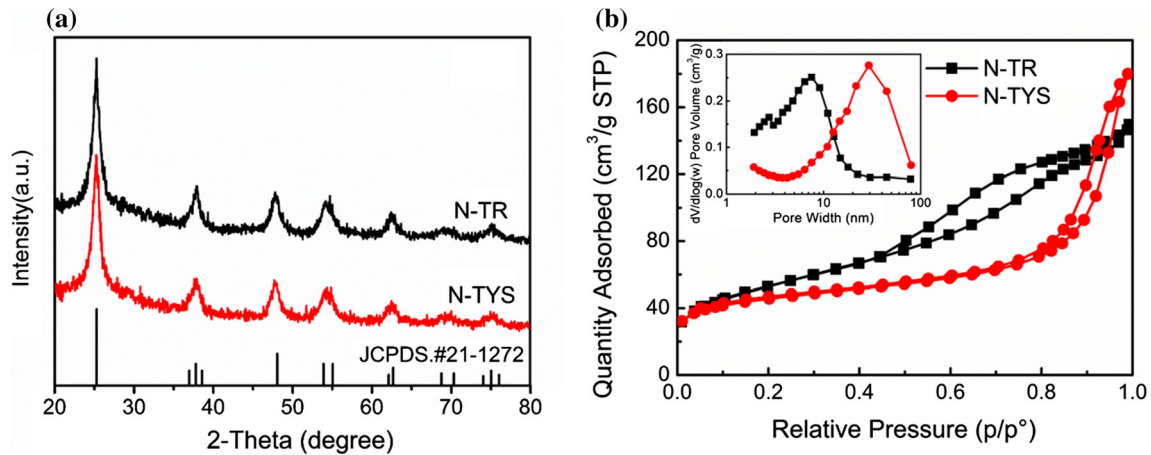 (a)
Intensity(a.u.)
N-TR
N-TYS
JCPDS.#21-1272
20 30 40 50 60 70 80
2-Theta (degree)
(b)
Quantity Adsorbed (cm³/g STP)
200
160
120
80
40
0
dV/dlog(w) Pore Volume (cm³/g)
0.3
0.2
0.1
0.0
1 10 100
Pore Width (nm)
N-TR
N-TYS
0.0 0.2 0.4 0.6 0.8 1.0
Relative Pressure (p/p°)